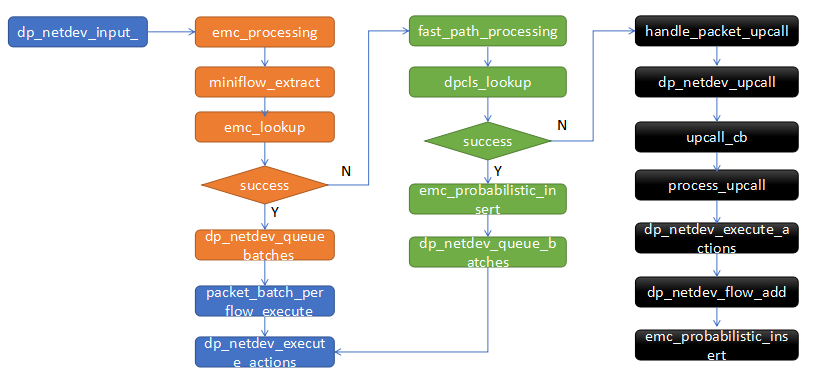 dp_netdev_input_
emc_processing
miniflow_extract
emc_lookup
success
N
Y
dp_netdev_queue
batches
packet_batch_per
flow_execute
dp_netdev_execut
e_actions
fast_path_processing
dpcls_lookup
success
N
Y
emc_probabilistic_in
sert
dp_netdev_queue_b
atches
handle_packet_upcall
dp_netdev_upcall
upcall_cb
process_upcall
dp_netdev_execute_a
ctions
dp_netdev_flow_add
emc_probabilistic_ins
ert